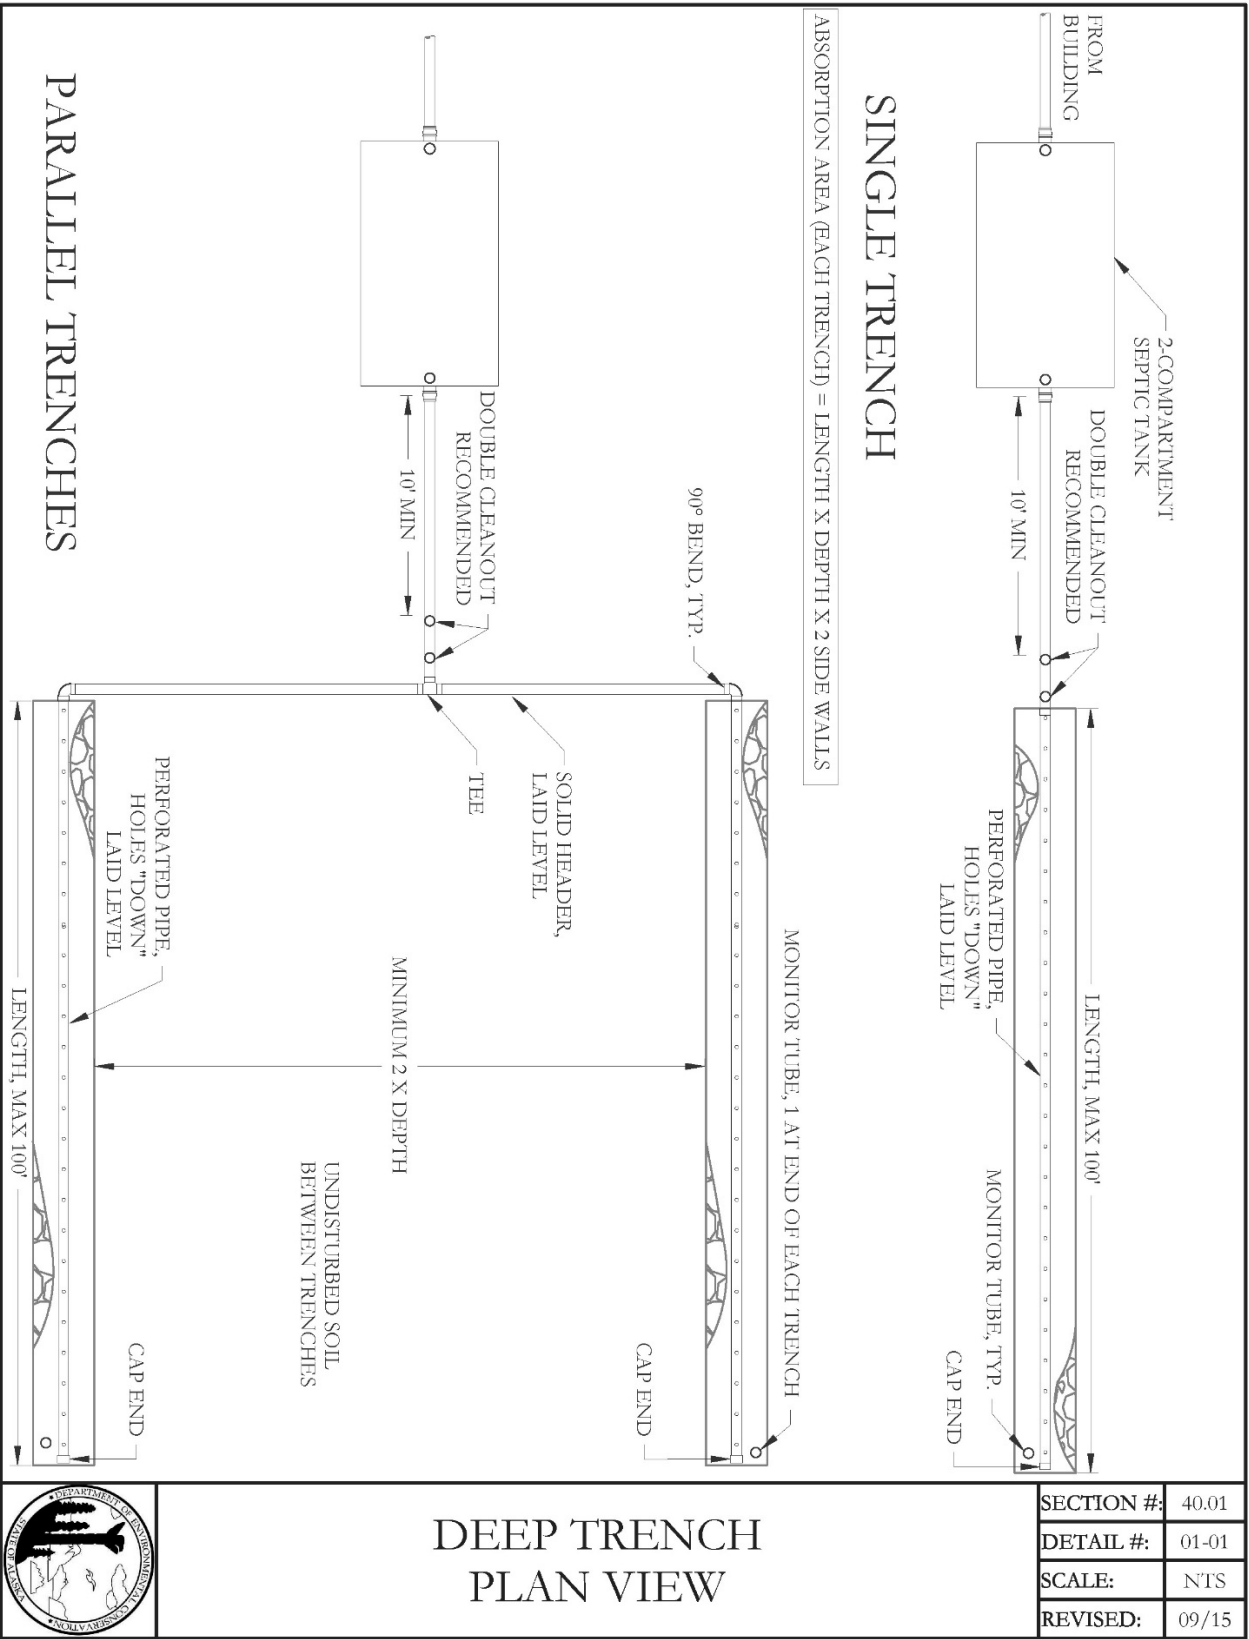 FROM
BUILDING
2-COMPARTMENT
SEPTIC TANK
DOUBLE CLEANOUT
RECOMMENDED
10' MIN
LENGTH, MAX 100'
PERFORATED PIPE,
HOLES "DOWN"
LAID LEVEL
MONITOR TUBE, TYP.
CAP END
SINGLE TRENCH
ABSORPTION AREA (EACH TRENCH) = LENGTH X DEPTH X 2 SIDE WALLS
90° BEND, TYP.
MONITOR TUBE, 1 AT END OF EACH TRENCH
DOUBLE CLEANOUT
RECOMMENDED
10' MIN
SOLID HEADER,
LAID LEVEL
TEE
CAP END
MINIMUM 2 X DEPTH
UNDISTURBED SOIL
BETWEEN TRENCHES
PERFORATED PIPE,
HOLES "DOWN"
LAID LEVEL
CAP END
LENGTH, MAX 100'
PARALLEL TRENCHES
DEPARTMENT OF ENVIRONMENTAL CONSERVATION
STATE OF ALASKA
DEEP TRENCH
PLAN VIEW
SECTION #: 40.01
DETAIL #: 01-01
SCALE: NTS
REVISED: 09/15